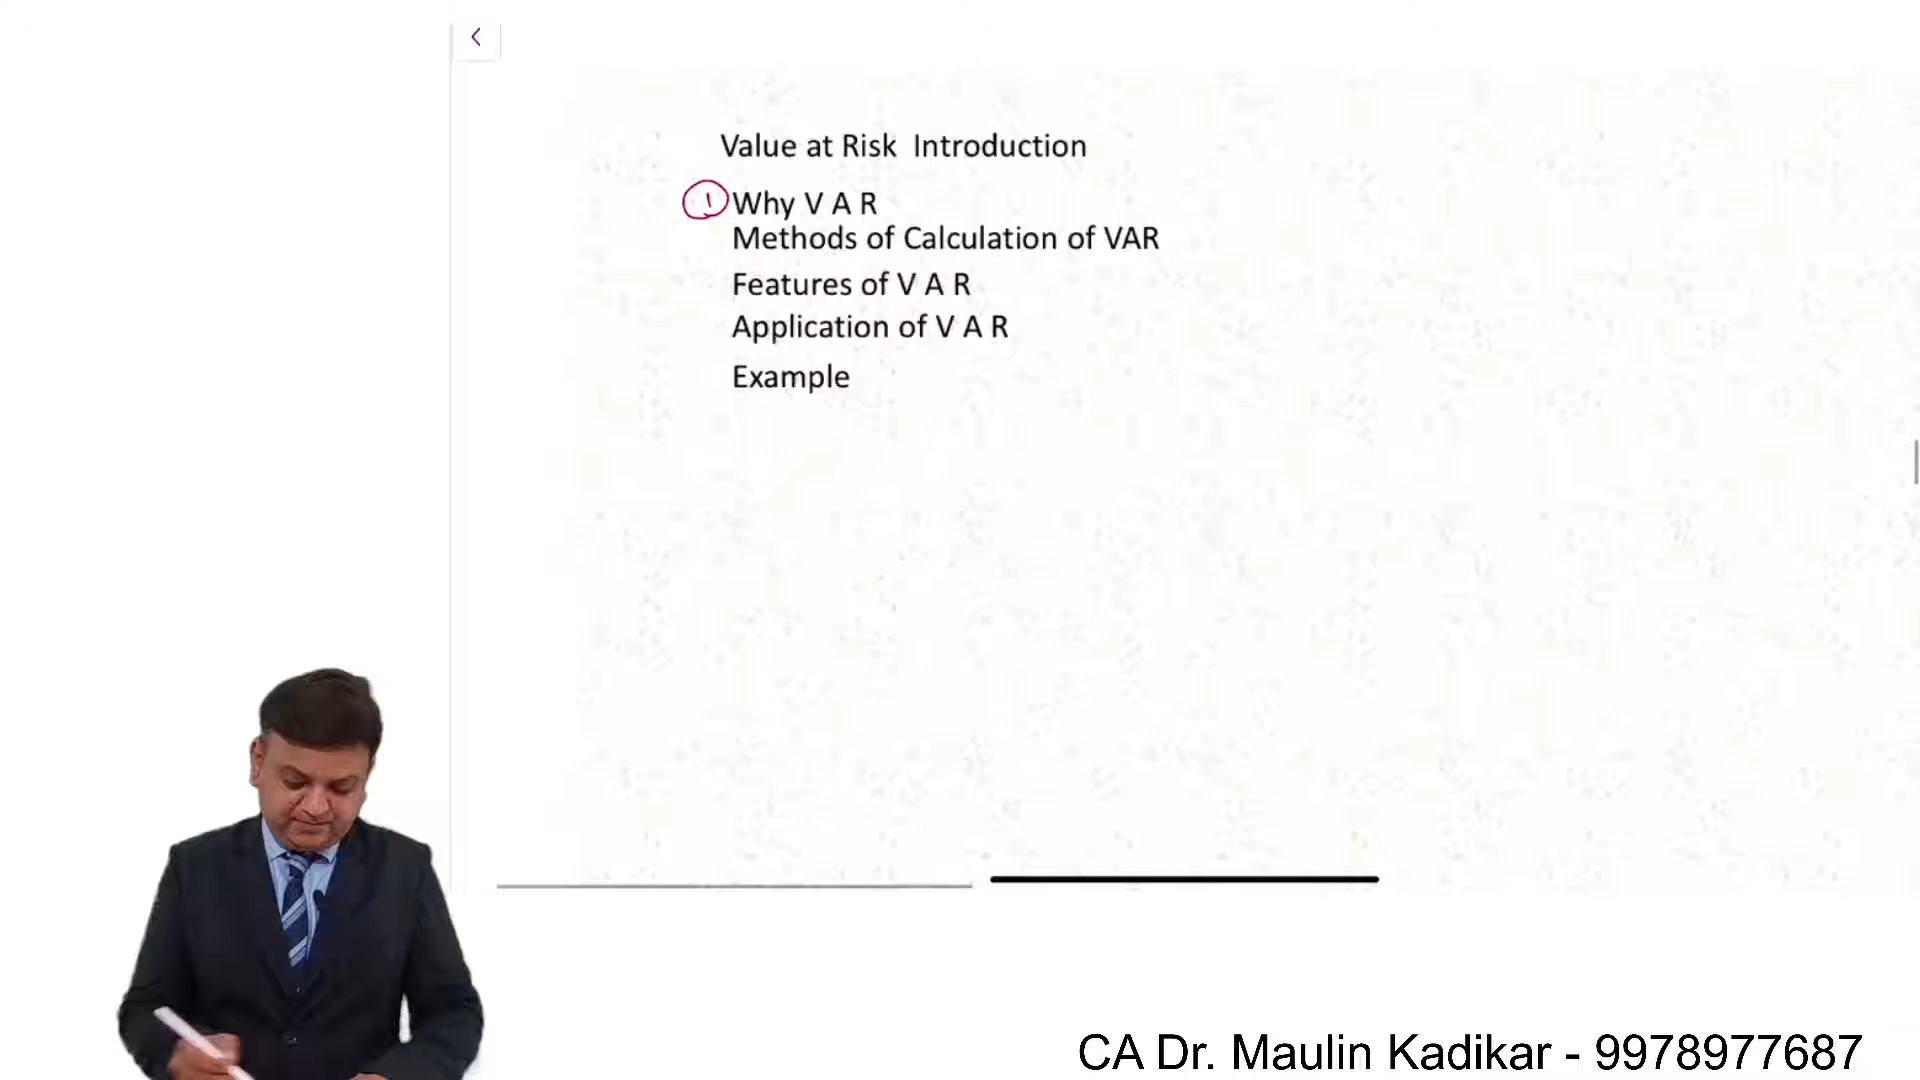 Value at Risk Introduction
1 Why V A R
Methods of Calculation of VAR
Features of V A R
Application of V A R
Example
CA Dr. Maulin Kadikar - 9978977687